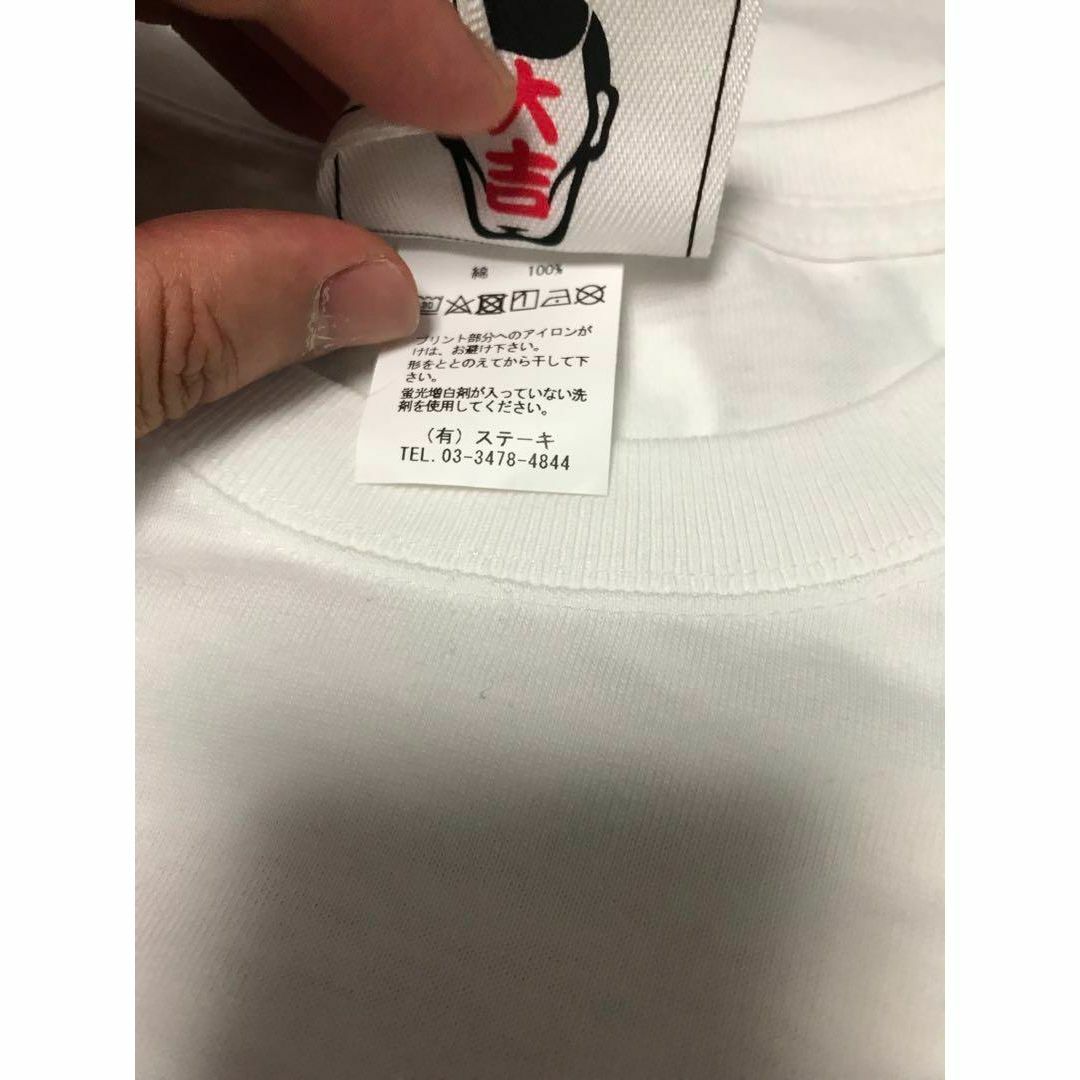 大
吉
綿 100%
プリント部分へのアイロンが
けは、お避け下さい。
形をととのえてから干して下
さい。
蛍光増白剤が入っていない洗
剤を使用してください。
(有) ステーキ
TEL. 03-3478-4844